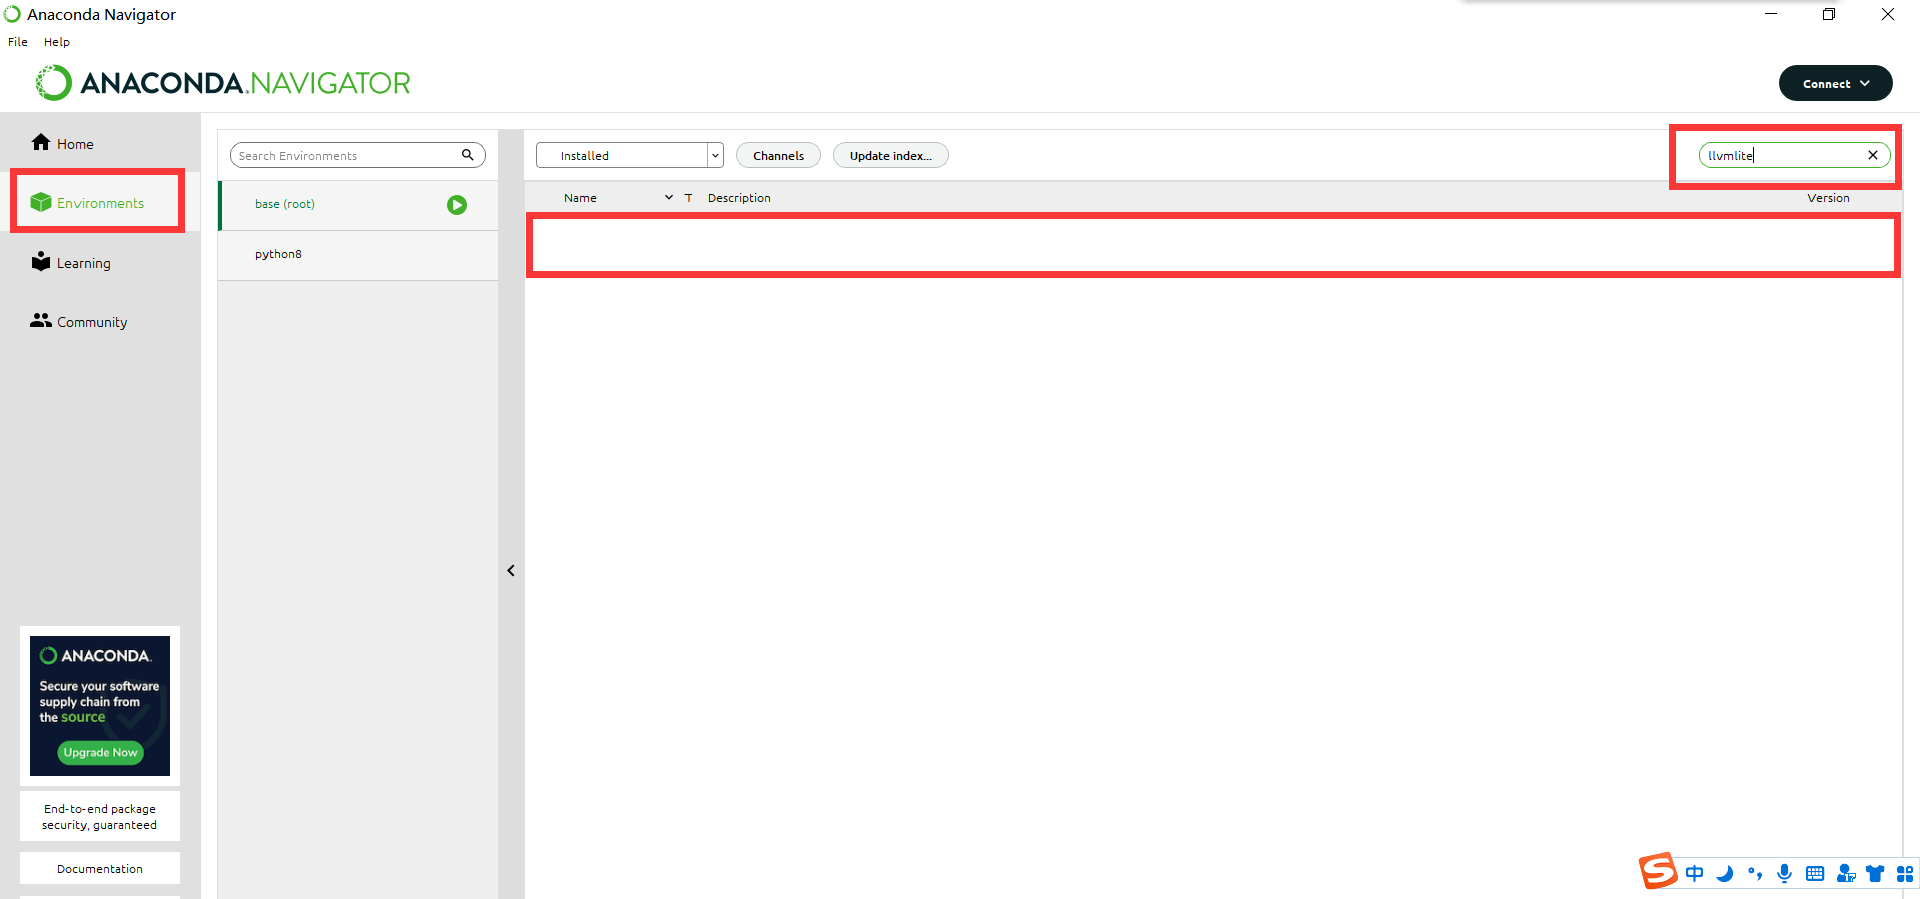 Anaconda Navigator
File Help
ANACONDA.NAVIGATOR
Connect
Home
Environments
Learning
Community
Search Environments
base (root)
python8
Installed
Channels
Update index...
llvmlite
Name T Description Version
ANACONDA.
Secure your software
supply chain from
the source
Upgrade Now
End-to-end package
security, guaranteed
Documentation
S 中